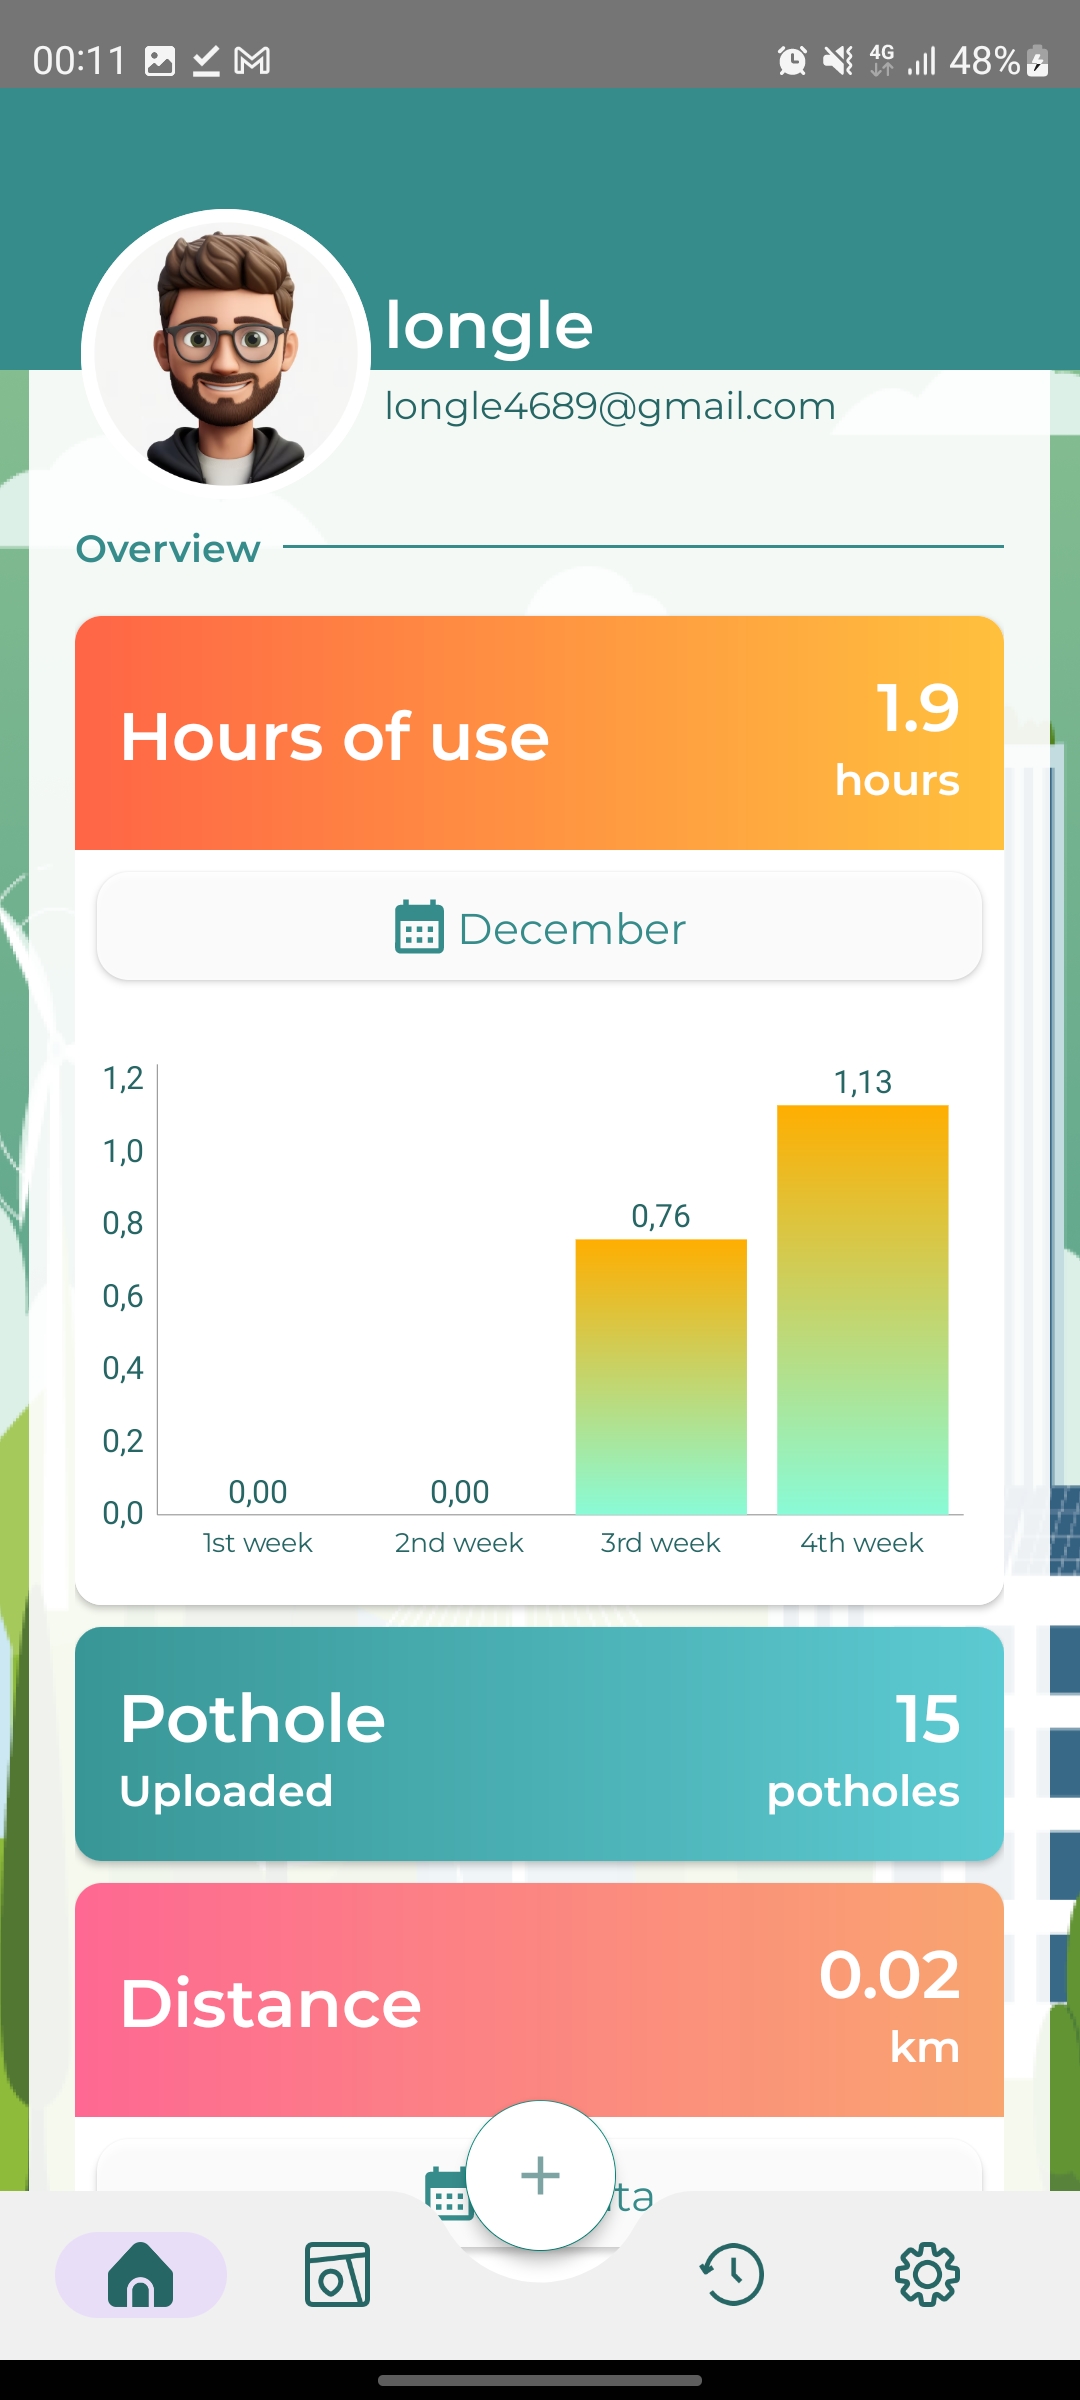 00:11 4G 48%
longle
longle4689@gmail.com
Overview
Hours of use
1.9
hours
December
1,2
1,0
0,8
0,6
0,4
0,2
0,0
0,00
0,00
0,76
1,13
1st week 2nd week 3rd week 4th week
Pothole
Uploaded
15
potholes
Distance
0.02
km